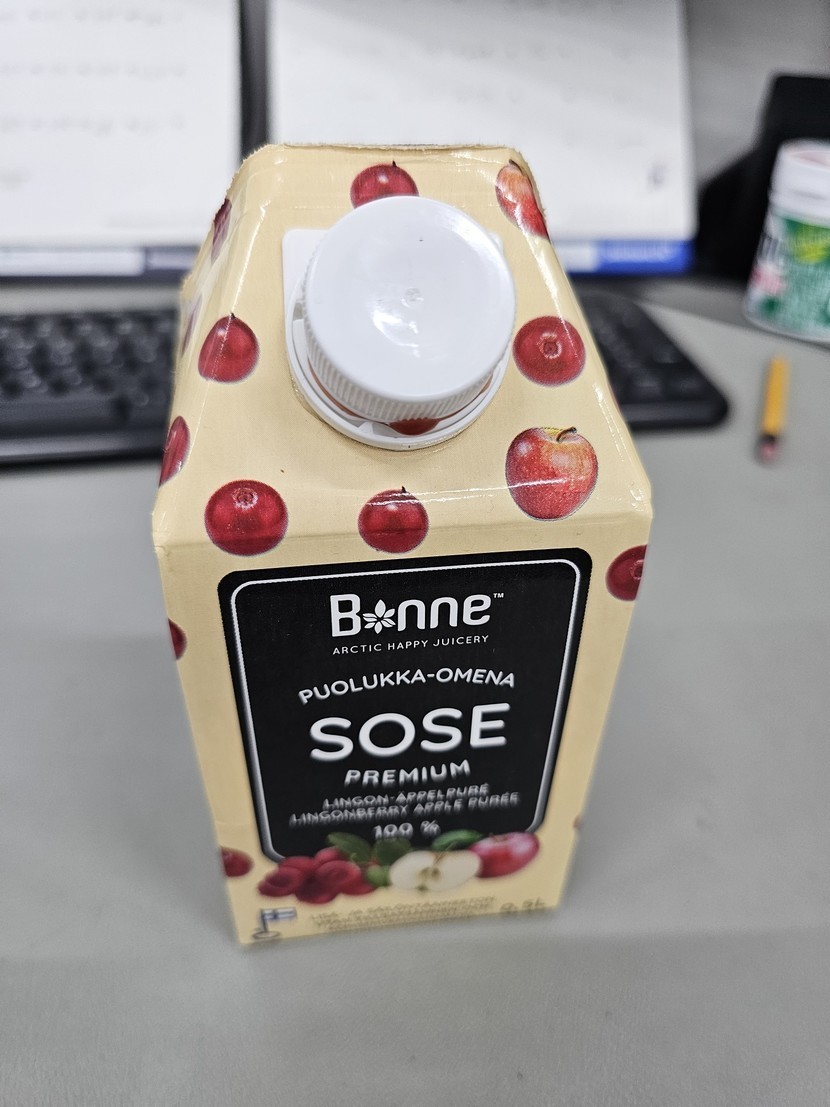 Bonne™
ARCTIC HAPPY JUICERY
PUOLUKKA-OMENA
SOSE
PREMIUM
LINGON-ÄPPELPURÉ
LINGONBERRY APPLE PURÉE
100 %